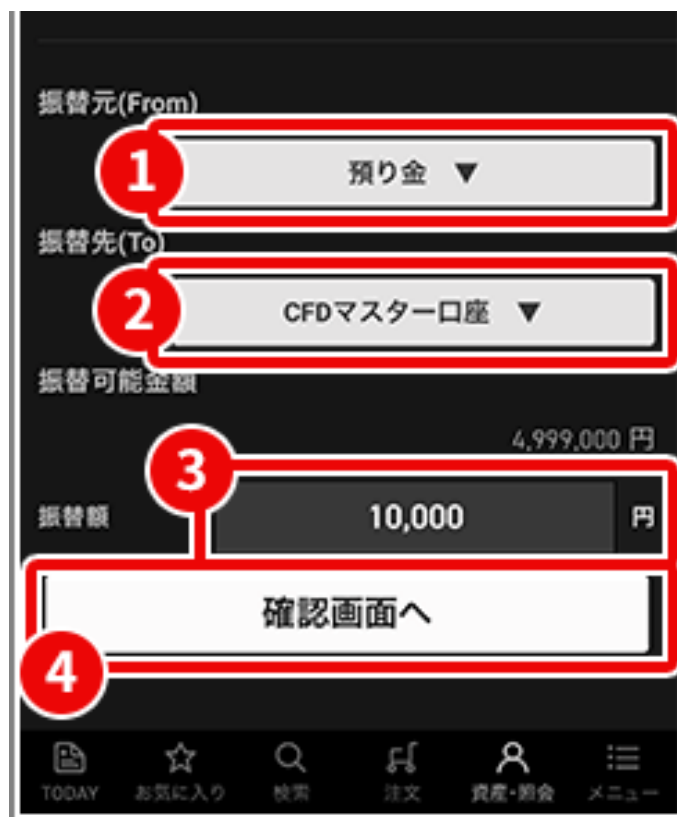 振替元(From)
1
預り金 ▼
振替先(To)
2
CFDマスター口座 ▼
振替可能金額
4,999,000 円
3
振替額 10,000 円
確認画面へ
4
TODAY お気に入り 検索 注文 資産・照会 メニュー